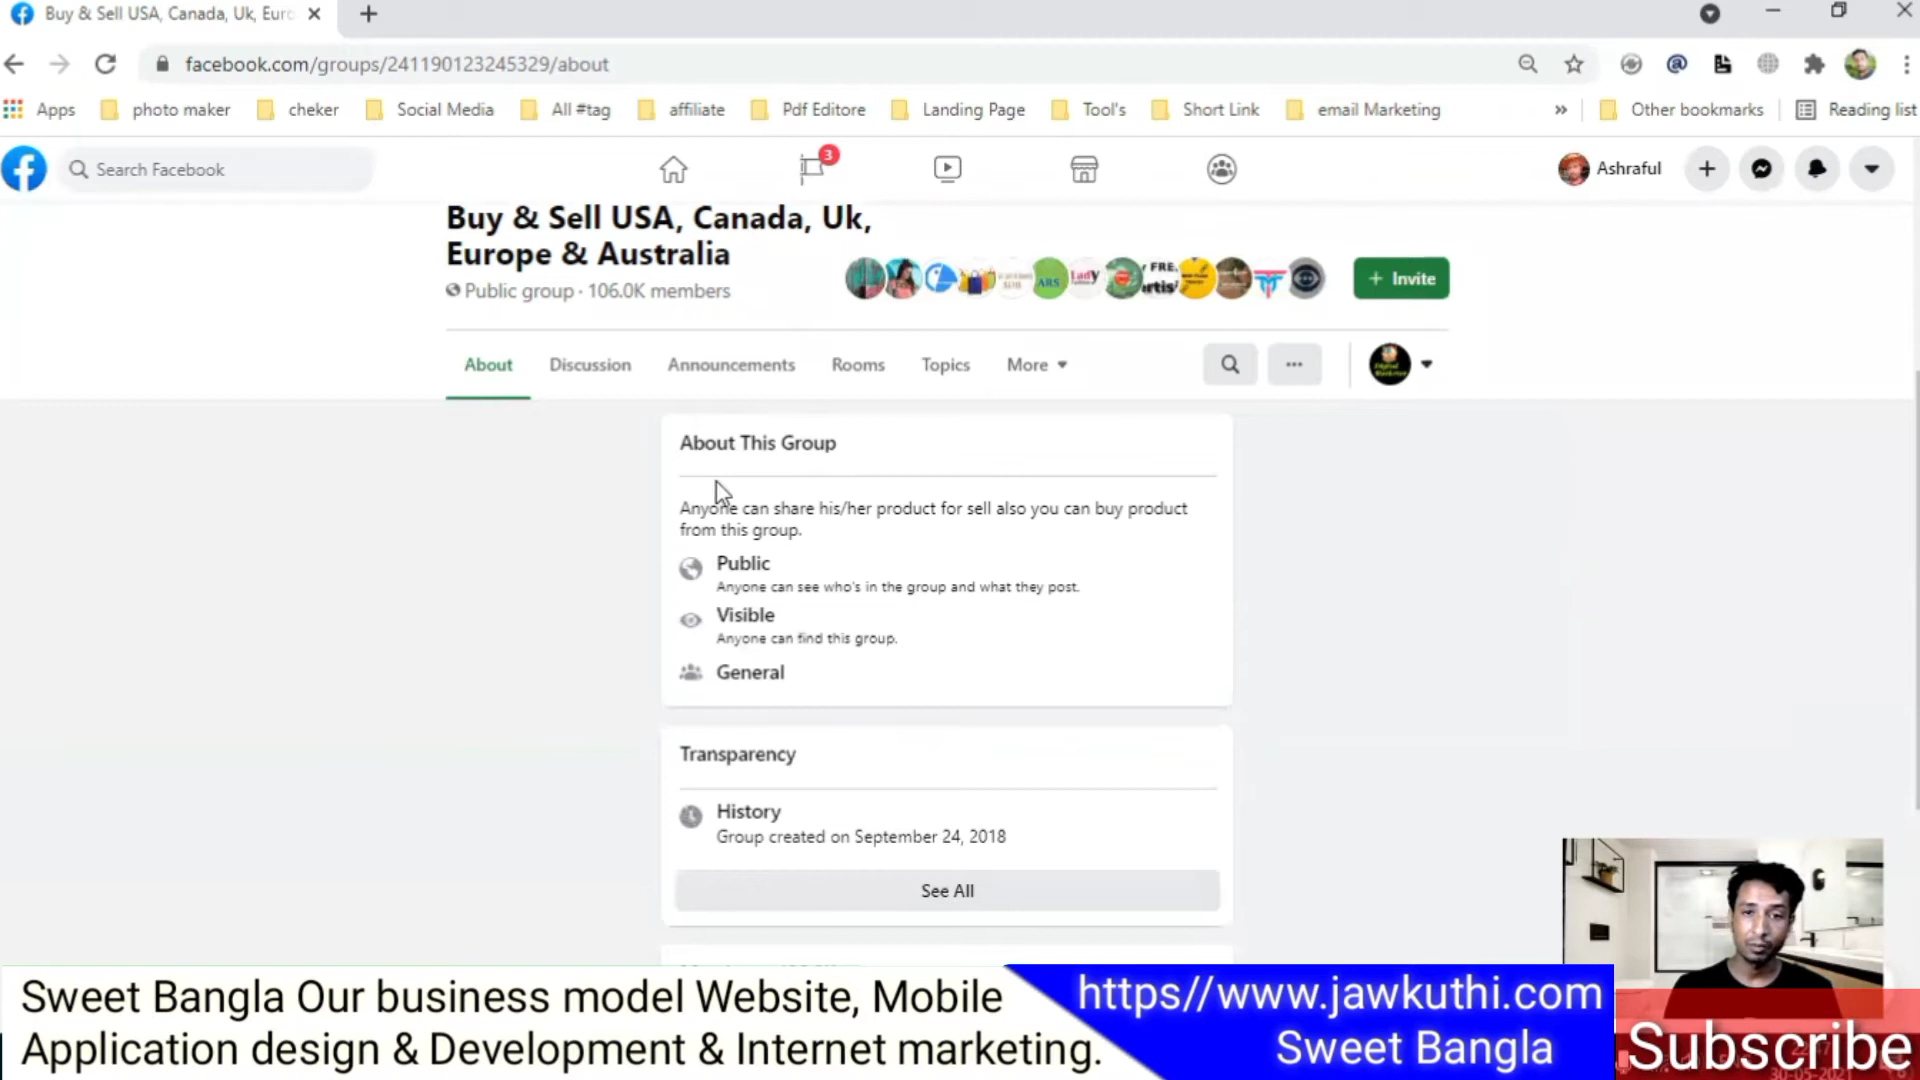 Buy & Sell USA, Canada, Uk, Euro
facebook.com/groups/241190123245329/about
Apps photo maker cheker Social Media All #tag affiliate Pdf Editore Landing Page Tool's Short Link email Marketing » Other bookmarks Reading list
Search Facebook 3 Ashraful
Buy & Sell USA, Canada, Uk,
Europe & Australia
Public group · 106.0K members
ARS Lady FRE.
+ Invite
About Discussion Announcements Rooms Topics More
About This Group
Anyone can share his/her product for sell also you can buy product
from this group.
Public
Anyone can see who's in the group and what they post.
Visible
Anyone can find this group.
General
Transparency
History
Group created on September 24, 2018
See All
Sweet Bangla Our business model Website, Mobile
Application design & Development & Internet marketing.
https//www.jawkuthi.com
Sweet Bangla
Subscribe